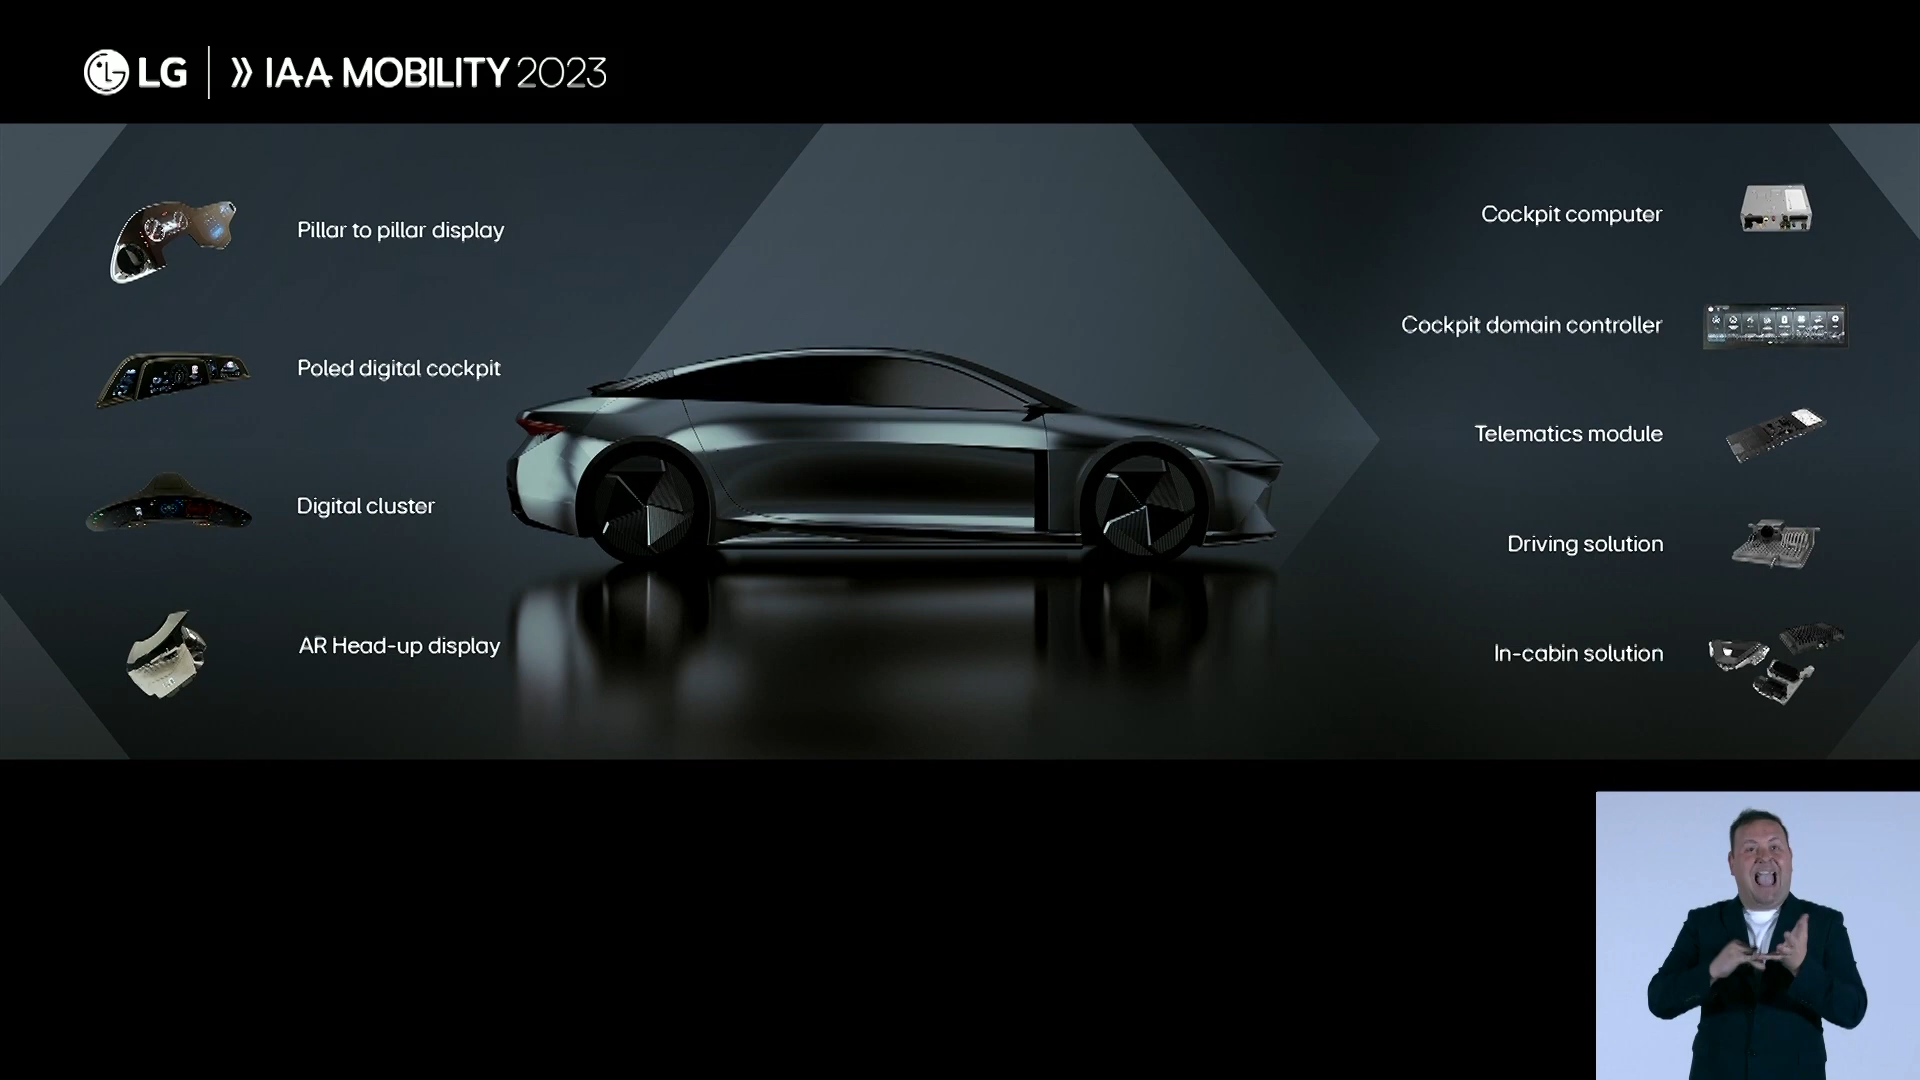 LG
IAA MOBILITY 2023
Pillar to pillar display
Poled digital cockpit
Digital cluster
AR Head-up display
Cockpit computer
Cockpit domain controller
Telematics module
Driving solution
In-cabin solution